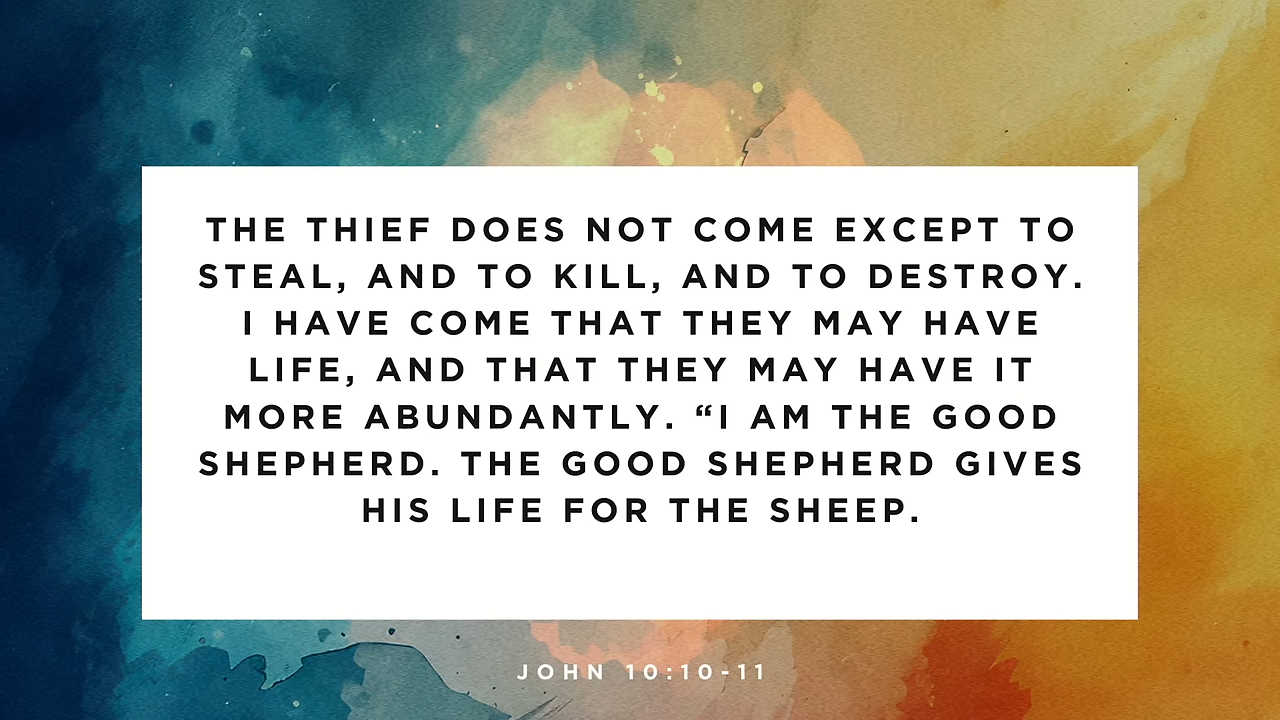 THE THIEF DOES NOT COME EXCEPT TO
STEAL, AND TO KILL, AND TO DESTROY.
I HAVE COME THAT THEY MAY HAVE
LIFE, AND THAT THEY MAY HAVE IT
MORE ABUNDANTLY. “I AM THE GOOD
SHEPHERD. THE GOOD SHEPHERD GIVES
HIS LIFE FOR THE SHEEP.
JOHN 10:10-11